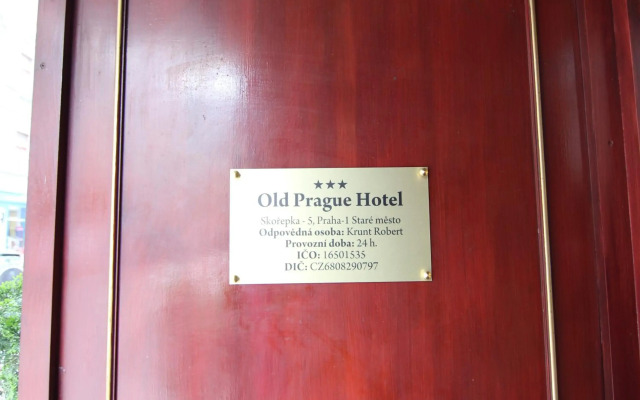 ★★★
Old Prague Hotel
Skořepka - 5, Praha-1 Staré město
Odpovědná osoba: Krunt Robert
Provozní doba: 24 h.
IČO: 16501535
DIČ: CZ6808290797